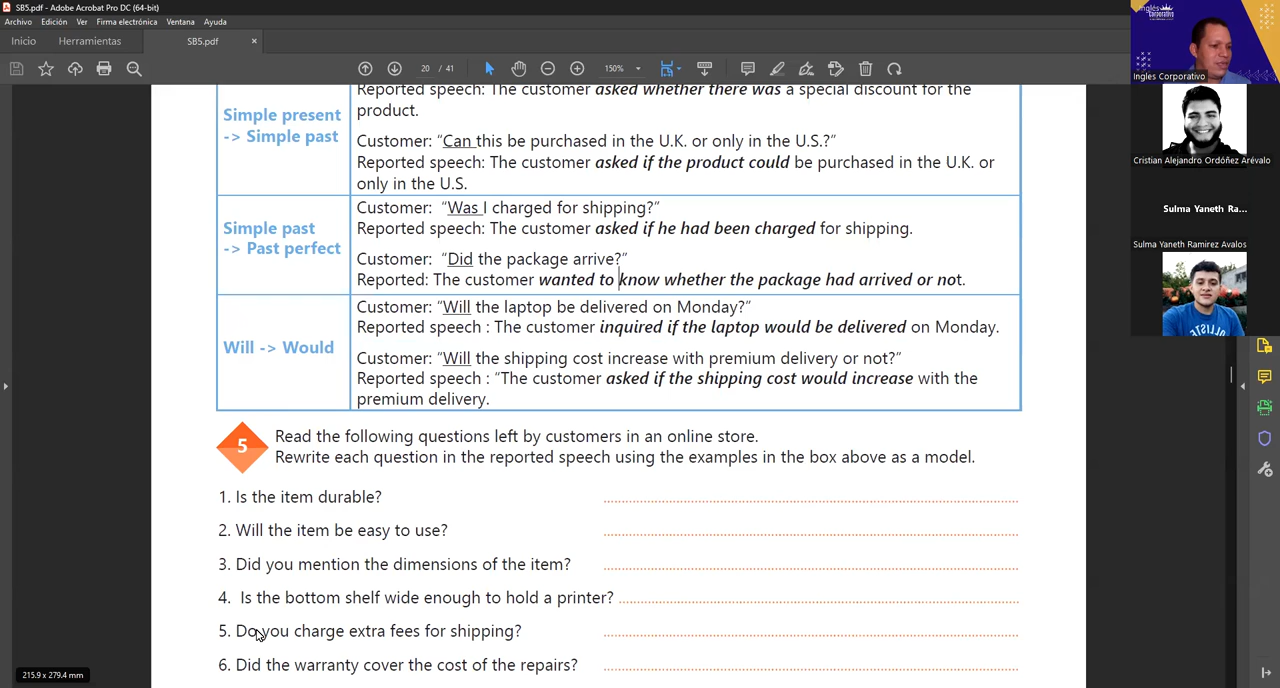 SB5.pdf - Adobe Acrobat Pro DC (64-bit)
Archivo Edición Ver Firma electrónica Ventana Ayuda
Inicio Herramientas SB5.pdf ×
20 / 41 150%
Reported speech: The customer asked whether there was a special discount for the
product.
Simple present
-> Simple past
Customer: “Can this be purchased in the U.K. or only in the U.S.?”
Reported speech: The customer asked if the product could be purchased in the U.K. or
only in the U.S.
Simple past
-> Past perfect
Customer: “Was I charged for shipping?”
Reported speech: The customer asked if he had been charged for shipping.
Customer: “Did the package arrive?”
Reported: The customer wanted to know whether the package had arrived or not.
Will -> Would
Customer: “Will the laptop be delivered on Monday?”
Reported speech : The customer inquired if the laptop would be delivered on Monday.
Customer: “Will the shipping cost increase with premium delivery or not?”
Reported speech : “The customer asked if the shipping cost would increase with the
premium delivery.
5
Read the following questions left by customers in an online store.
Rewrite each question in the reported speech using the examples in the box above as a model.
1. Is the item durable?
2. Will the item be easy to use?
3. Did you mention the dimensions of the item?
4. Is the bottom shelf wide enough to hold a printer?
5. Do you charge extra fees for shipping?
6. Did the warranty cover the cost of the repairs?
215.9 x 279.4 mm
Inglés
Corporativo
Ingles Corporativo
Cristian Alejandro Ordóñez Arévalo
Sulma Yaneth Ra...
Sulma Yaneth Ramirez Avalos